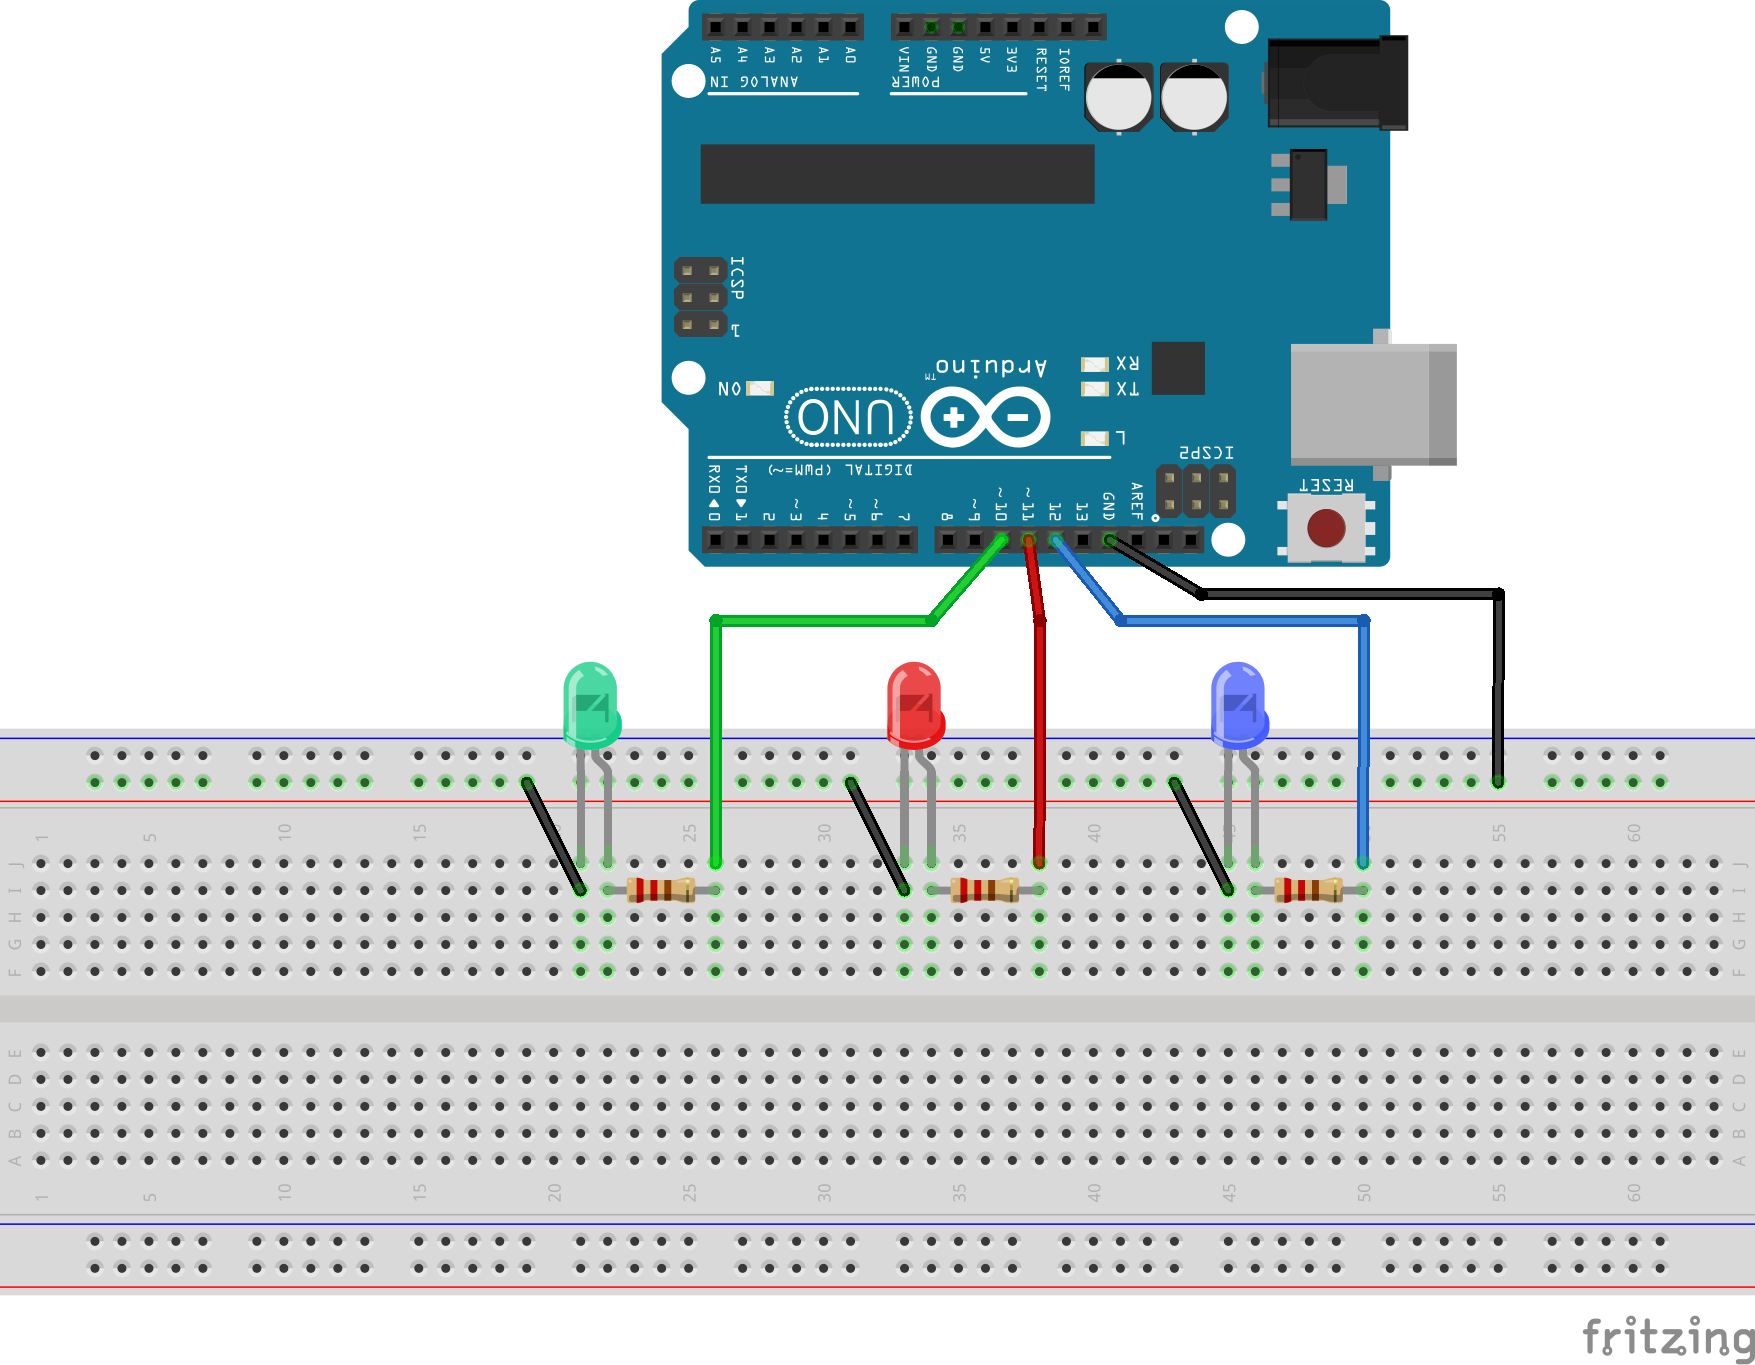 A5 A4 A3 A2 A1 A0
VIN GND GND 5V 3V3 RESET IOREF
ANALOG IN
POWER
ICSP
1
Arduino
TM
RX
TX
ON
UNO
L
ICSP2
DIGITAL (PWM=~)
RESET
RX0◄0 TX0►1 2 ~3 4 ~5 ~6 7 8 ~9 ~10 ~11 12 13 GND AREF
1 5 10 15 25 30 35 40 45 55 60
J J
I I
H H
G G
F F
E E
D D
C C
B B
A A
1 5 10 15 20 25 30 35 40 45 50 55 60
fritzing